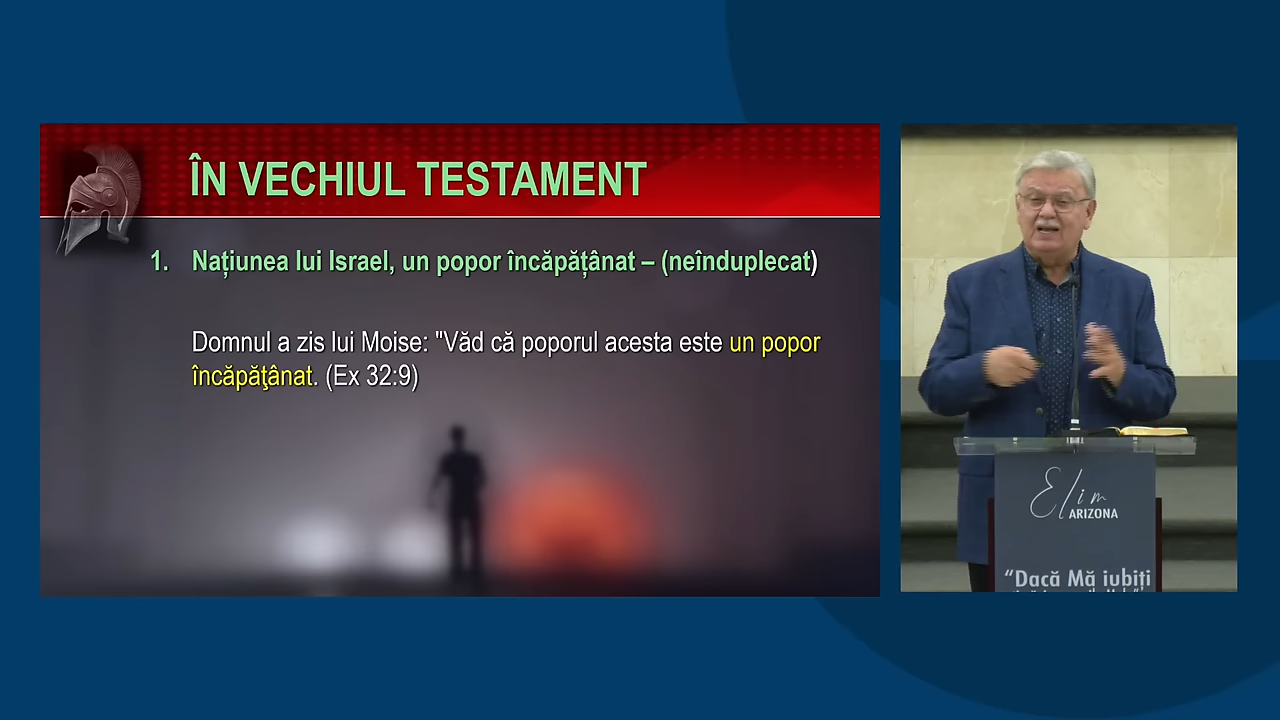 ÎN VECHIUL TESTAMENT
1. Națiunea lui Israel, un popor încăpățânat – (neînduplecat)
Domnul a zis lui Moise: "Văd că poporul acesta este un popor
încăpăţânat. (Ex 32:9)
Elim
ARIZONA
“Dacă Mă iubiți